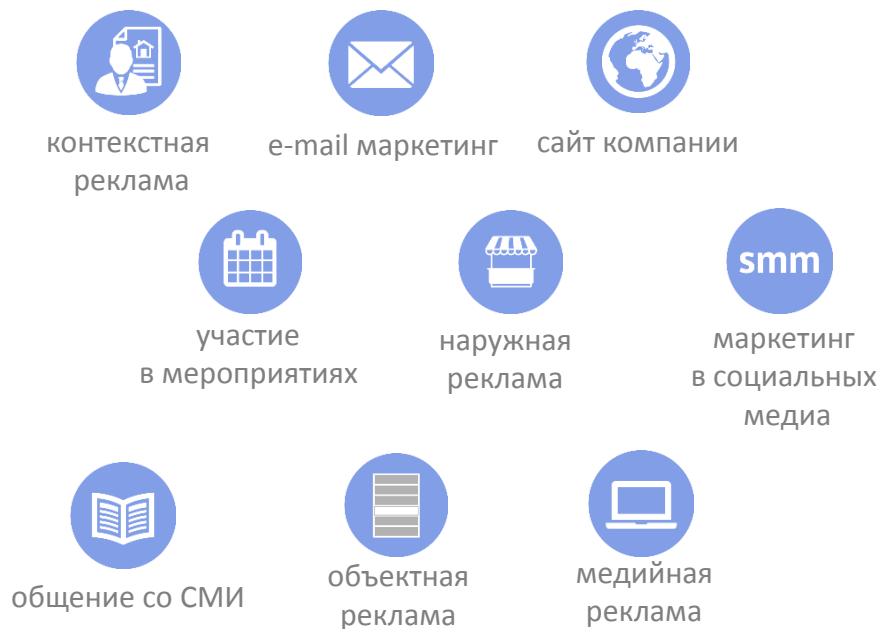 контекстная
реклама
e-mail маркетинг
сайт компании
участие
в мероприятиях
наружная
реклама
smm
маркетинг
в социальных
медиа
общение со СМИ
объектная
реклама
медийная
реклама